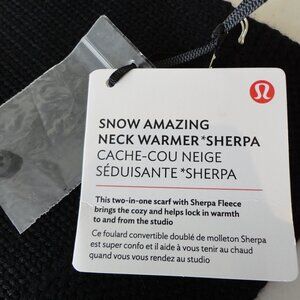 SNOW AMAZING
NECK WARMER*SHERPA
CACHE-COU NEIGE
SÉDUISANTE *SHERPA
This two-in-one scarf with Sherpa Fleece
brings the cozy and helps lock in warmth
to and from the studio
Ce foulard convertible doublé de molleton Sherpa
est super confo et il aide à vous tenir au chaud
quand vous vous rendez au studio